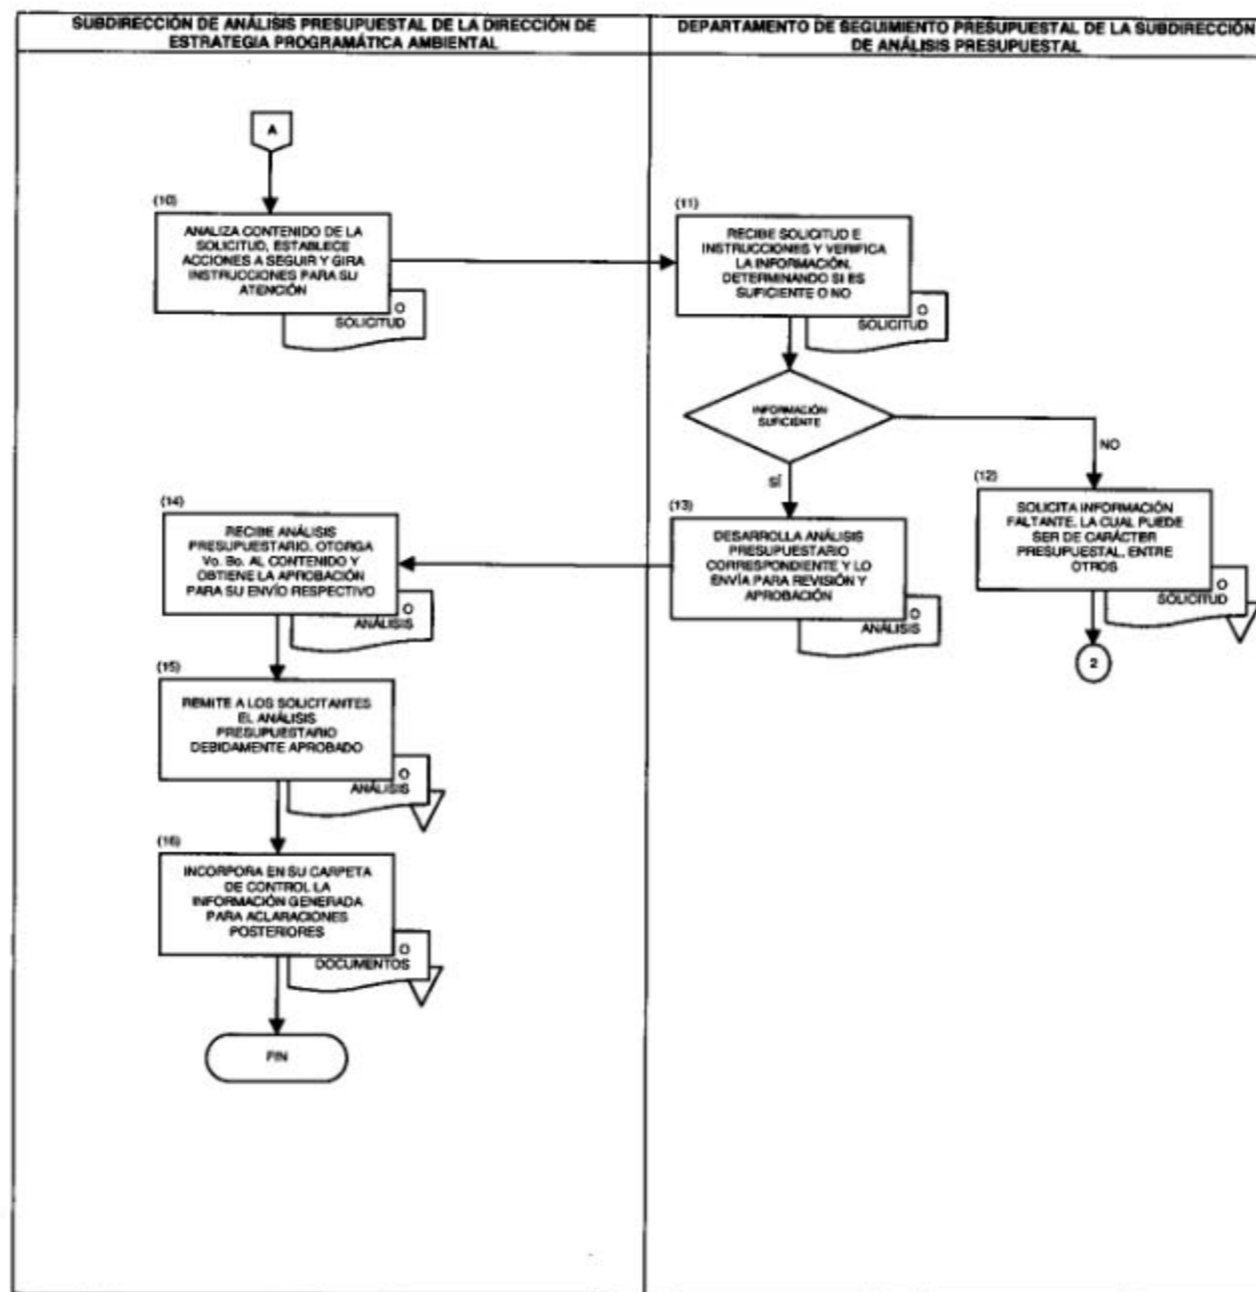 SUBDIRECCIÓN DE ANÁLISIS PRESUPUESTAL DE LA DIRECCIÓN DE
ESTRATEGIA PROGRAMÁTICA AMBIENTAL
DEPARTAMENTO DE SEGUIMIENTO PRESUPUESTAL DE LA SUBDIRECCIÓN
DE ANÁLISIS PRESUPUESTAL
A
(10)
ANALIZA CONTENIDO DE LA
SOLICITUD, ESTABLECE
ACCIONES A SEGUIR Y GIRA
INSTRUCCIONES PARA SU
ATENCIÓN
O
SOLICITUD
(11)
RECIBE SOLICITUD E
INSTRUCCIONES Y VERIFICA
LA INFORMACIÓN,
DETERMINANDO SI ES
SUFICIENTE O NO
O
SOLICITUD
INFORMACIÓN
SUFICIENTE
NO
SI
(12)
SOLICITA INFORMACIÓN
FALTANTE, LA CUAL PUEDE
SER DE CARÁCTER
PRESUPUESTAL, ENTRE
OTROS
O
SOLICITUD
2
(13)
DESARROLLA ANÁLISIS
PRESUPUESTARIO
CORRESPONDIENTE Y LO
ENVÍA PARA REVISIÓN Y
APROBACIÓN
O
ANÁLISIS
(14)
RECIBE ANÁLISIS
PRESUPUESTARIO, OTORGA
Vo. Bo. AL CONTENIDO Y
OBTIENE LA APROBACIÓN
PARA SU ENVÍO RESPECTIVO
O
ANÁLISIS
(15)
REMITE A LOS SOLICITANTES
EL ANÁLISIS
PRESUPUESTARIO
DEBIDAMENTE APROBADO
O
ANÁLISIS
(16)
INCORPORA EN SU CARPETA
DE CONTROL LA
INFORMACIÓN GENERADA
PARA ACLARACIONES
POSTERIORES
O
DOCUMENTOS
FIN